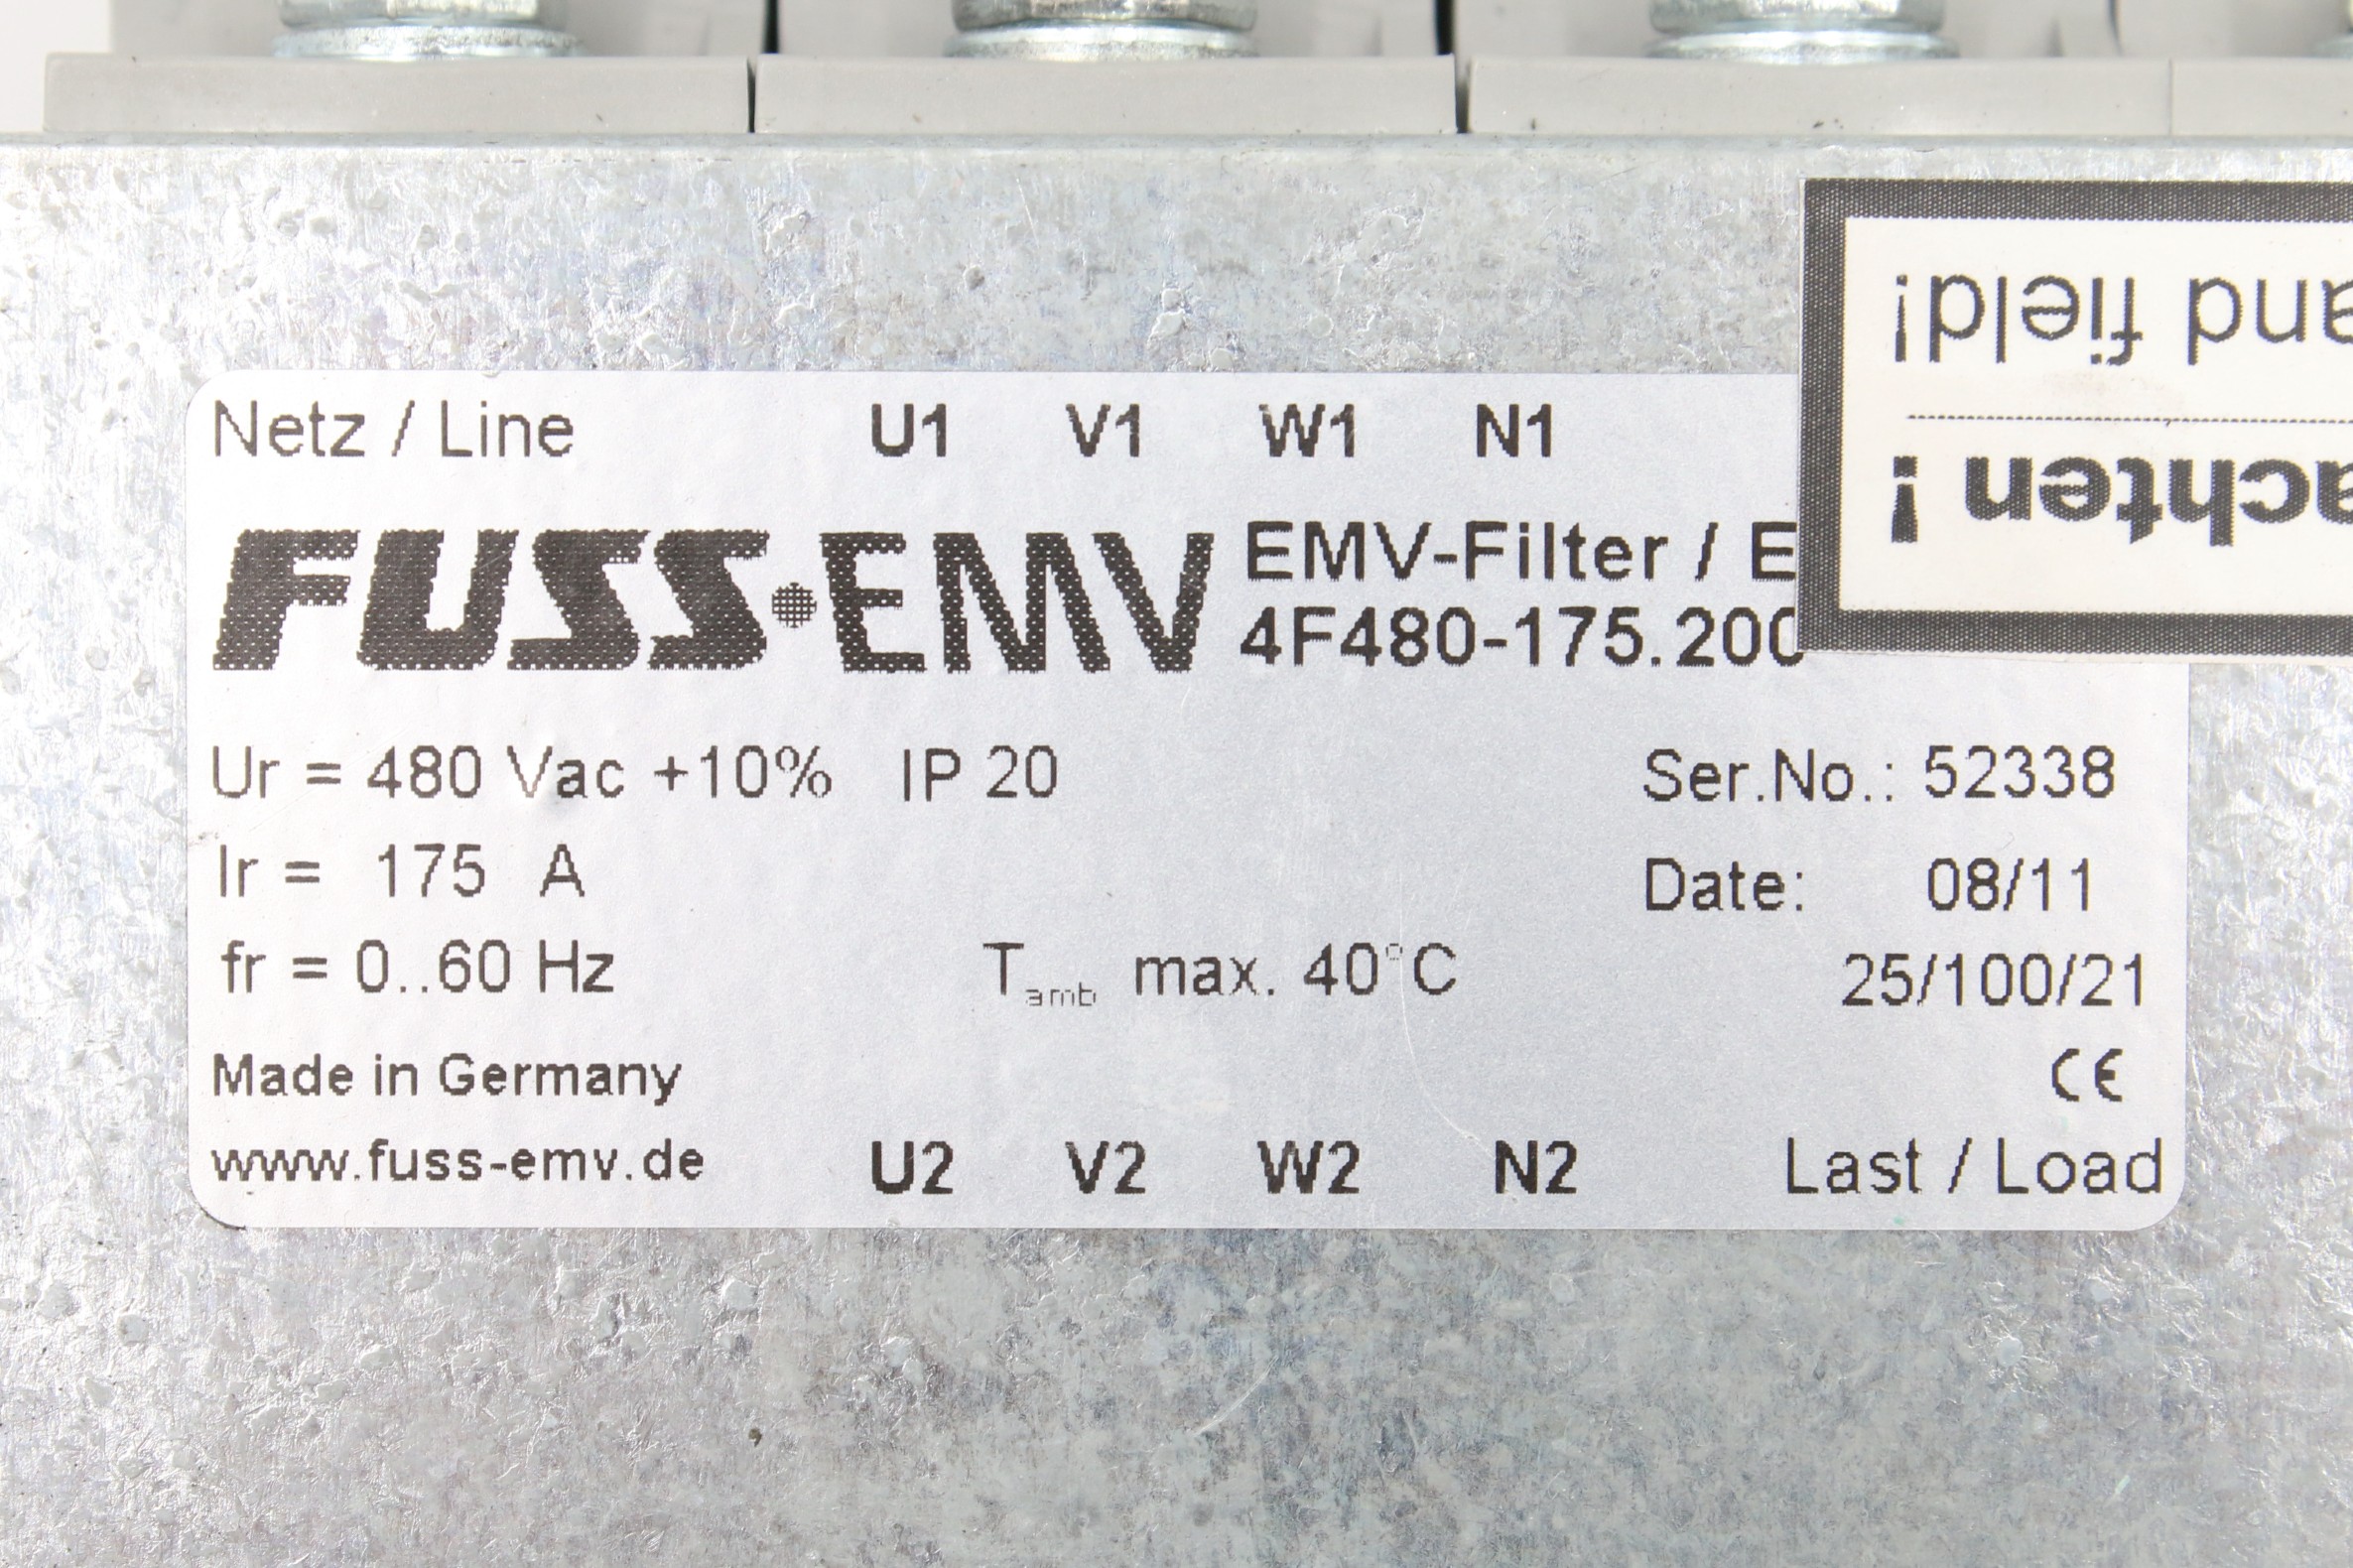 Netz / Line U1 V1 W1 N1
FUSS·EMV
EMV-Filter / E
4F480-175.200
Ur = 480 Vac +10% IP 20 Ser.No.: 52338
Ir = 175 A Date: 08/11
fr = 0..60 Hz Tamb max. 40°C 25/100/21
Made in Germany CE
www.fuss-emv.de U2 V2 W2 N2 Last / Load
achten !
and field!